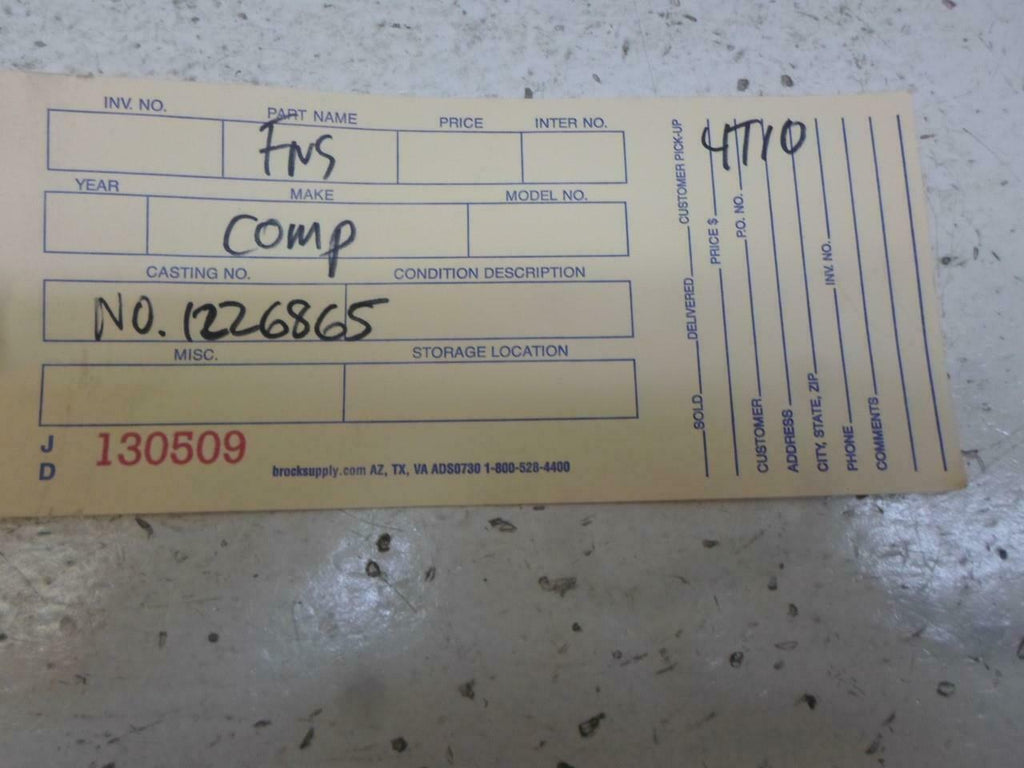 INV. NO. PART NAME PRICE INTER NO.
FNS
YEAR MAKE MODEL NO.
COMP
CASTING NO. CONDITION DESCRIPTION
NO. 1226865
MISC. STORAGE LOCATION
J D 130509
brocksupply.com AZ, TX, VA ADS0730 1-800-528-4400
4T10
SOLD DELIVERED CUSTOMER PICK-UP
PRICE $
P.O. NO.
CUSTOMER
ADDRESS
CITY, STATE, ZIP INV. NO.
PHONE
COMMENTS